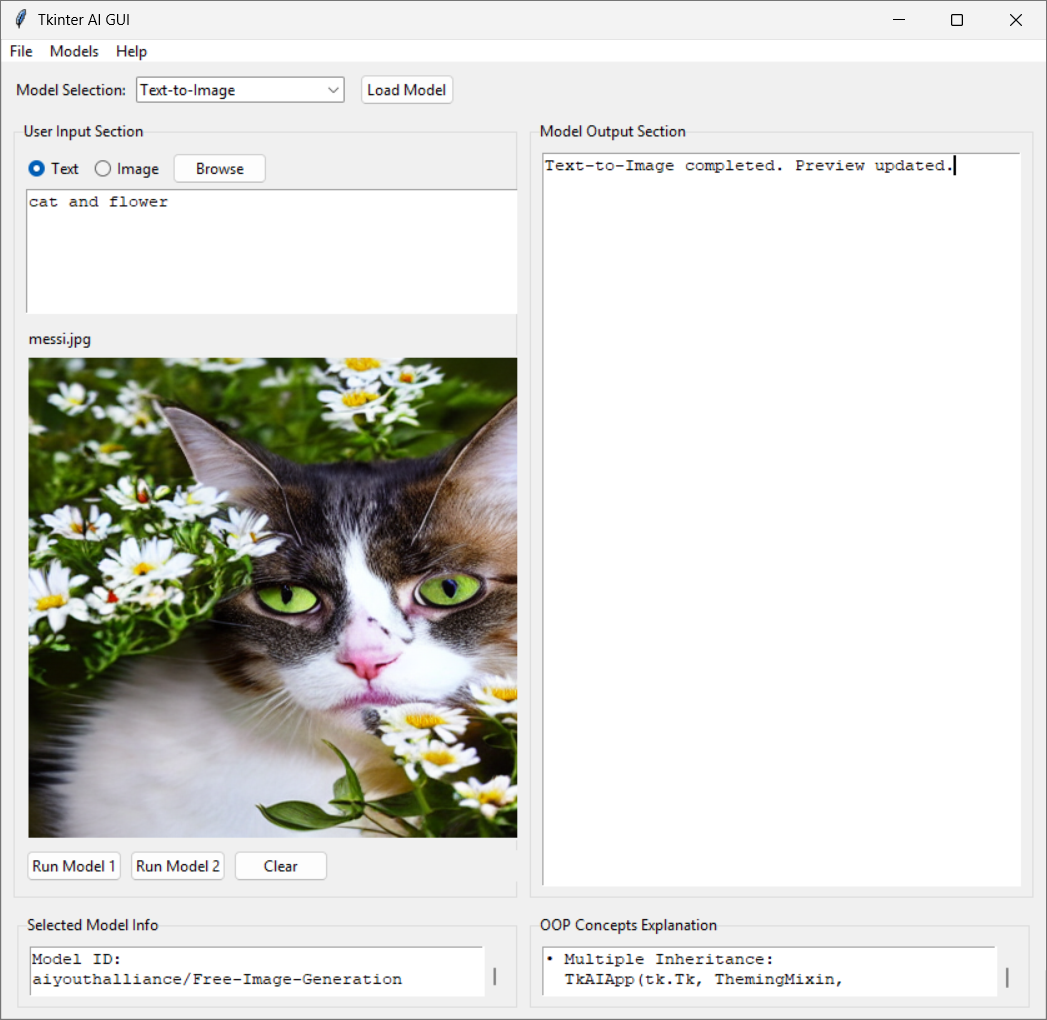 Tkinter AI GUI
File Models Help
Model Selection: Text-to-Image Load Model
User Input Section
Text Image Browse
cat and flower
messi.jpg
Run Model 1 Run Model 2 Clear
Model Output Section
Text-to-Image completed. Preview updated.
Selected Model Info
Model ID:
aiyouthalliance/Free-Image-Generation
OOP Concepts Explanation
• Multiple Inheritance:
TkAIApp(tk.Tk, ThemingMixin,